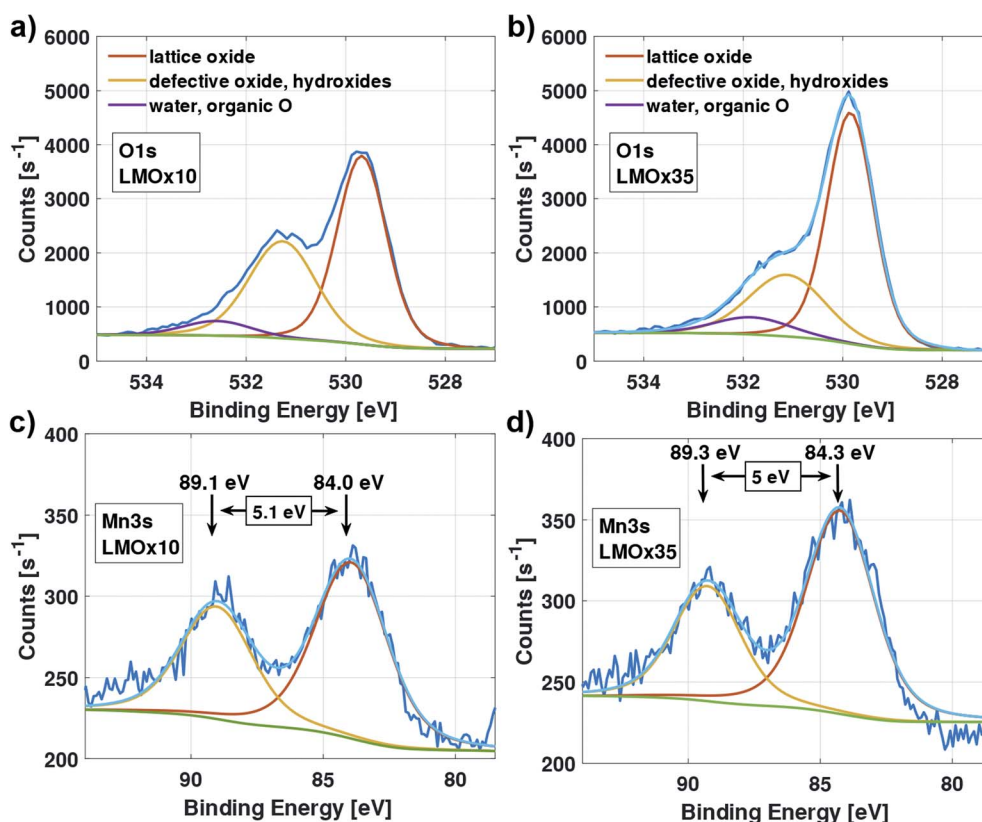 a)
6000
5000
4000
3000
2000
1000
0
Counts [s-1]
lattice oxide
defective oxide, hydroxides
water, organic O
O1s
LMOx10
534
532
530
528
Binding Energy [eV]
b)
6000
5000
4000
3000
2000
1000
0
Counts [s-1]
lattice oxide
defective oxide, hydroxides
water, organic O
O1s
LMOx35
534
532
530
528
Binding Energy [eV]
c)
400
350
300
250
200
Counts [s-1]
89.1 eV
84.0 eV
5.1 eV
Mn3s
LMOx10
90
85
80
Binding Energy [eV]
d)
400
350
300
250
200
Counts [s-1]
89.3 eV
84.3 eV
5 eV
Mn3s
LMOx35
90
85
80
Binding Energy [eV]